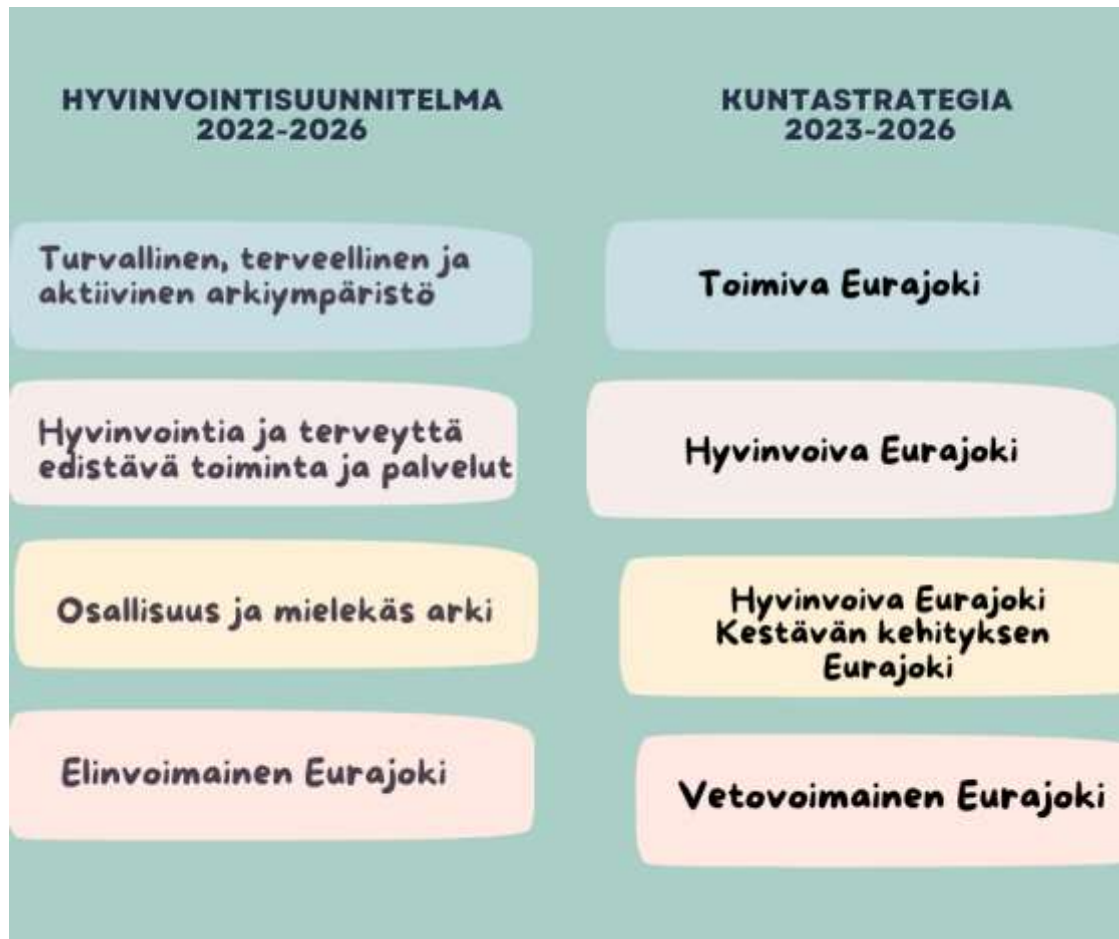 HYVINVOINTISUUNNITELMA
2022-2026
Turvallinen, terveellinen ja
aktiivinen arkiympäristö
Hyvinvointia ja terveyttä
edistävä toiminta ja palvelut
Osallisuus ja mielekäs arki
Elinvoimainen Eurajoki
KUNTASTRATEGIA
2023-2026
Toimiva Eurajoki
Hyvinvoiva Eurajoki
Hyvinvoiva Eurajoki
Kestävän kehityksen
Eurajoki
Vetovoimainen Eurajoki